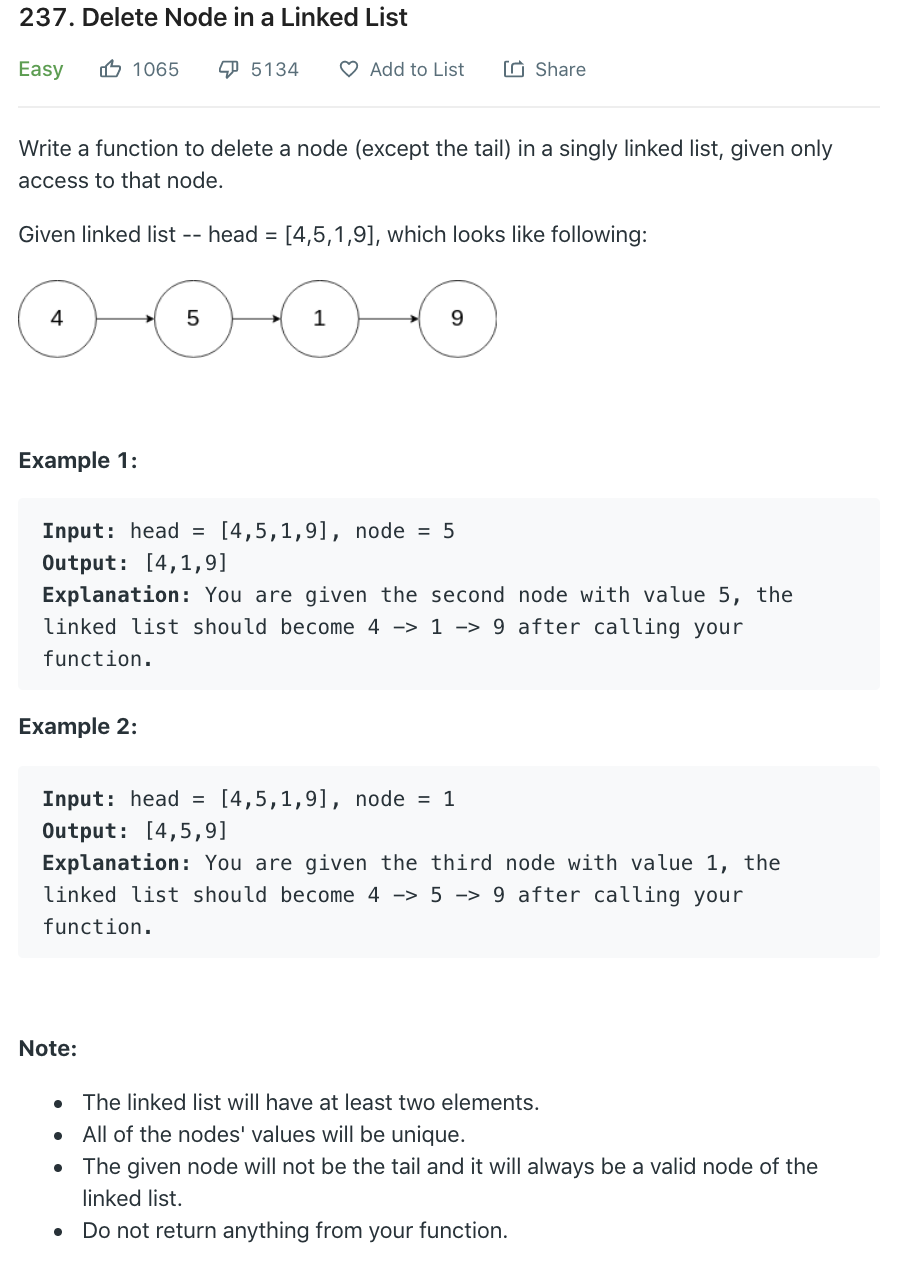 237. Delete Node in a Linked List
Easy 1065 5134 Add to List Share
Write a function to delete a node (except the tail) in a singly linked list, given only
access to that node.
Given linked list -- head = [4,5,1,9], which looks like following:
4 5 1 9
Example 1:
Input: head = [4,5,1,9], node = 5
Output: [4,1,9]
Explanation: You are given the second node with value 5, the
linked list should become 4 -> 1 -> 9 after calling your
function.
Example 2:
Input: head = [4,5,1,9], node = 1
Output: [4,5,9]
Explanation: You are given the third node with value 1, the
linked list should become 4 -> 5 -> 9 after calling your
function.
Note:
• The linked list will have at least two elements.
• All of the nodes' values will be unique.
• The given node will not be the tail and it will always be a valid node of the
linked list.
• Do not return anything from your function.